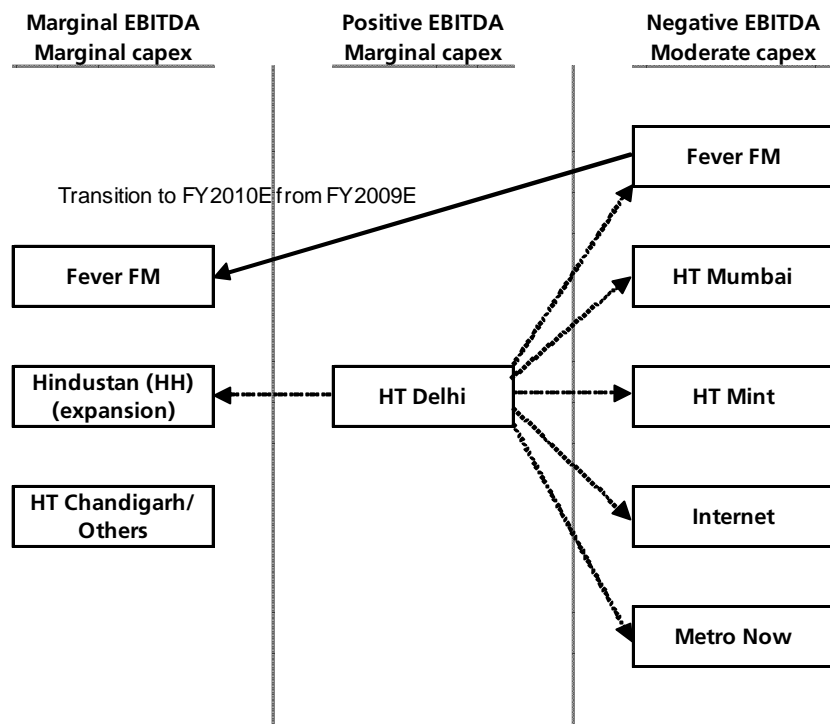 Marginal EBITDA
Marginal capex
Positive EBITDA
Marginal capex
Negative EBITDA
Moderate capex
Fever FM
Transition to FY2010E from FY2009E
Fever FM
HT Mumbai
Hindustan (HH)
(expansion)
HT Delhi
HT Mint
HT Chandigarh/
Others
Internet
Metro Now